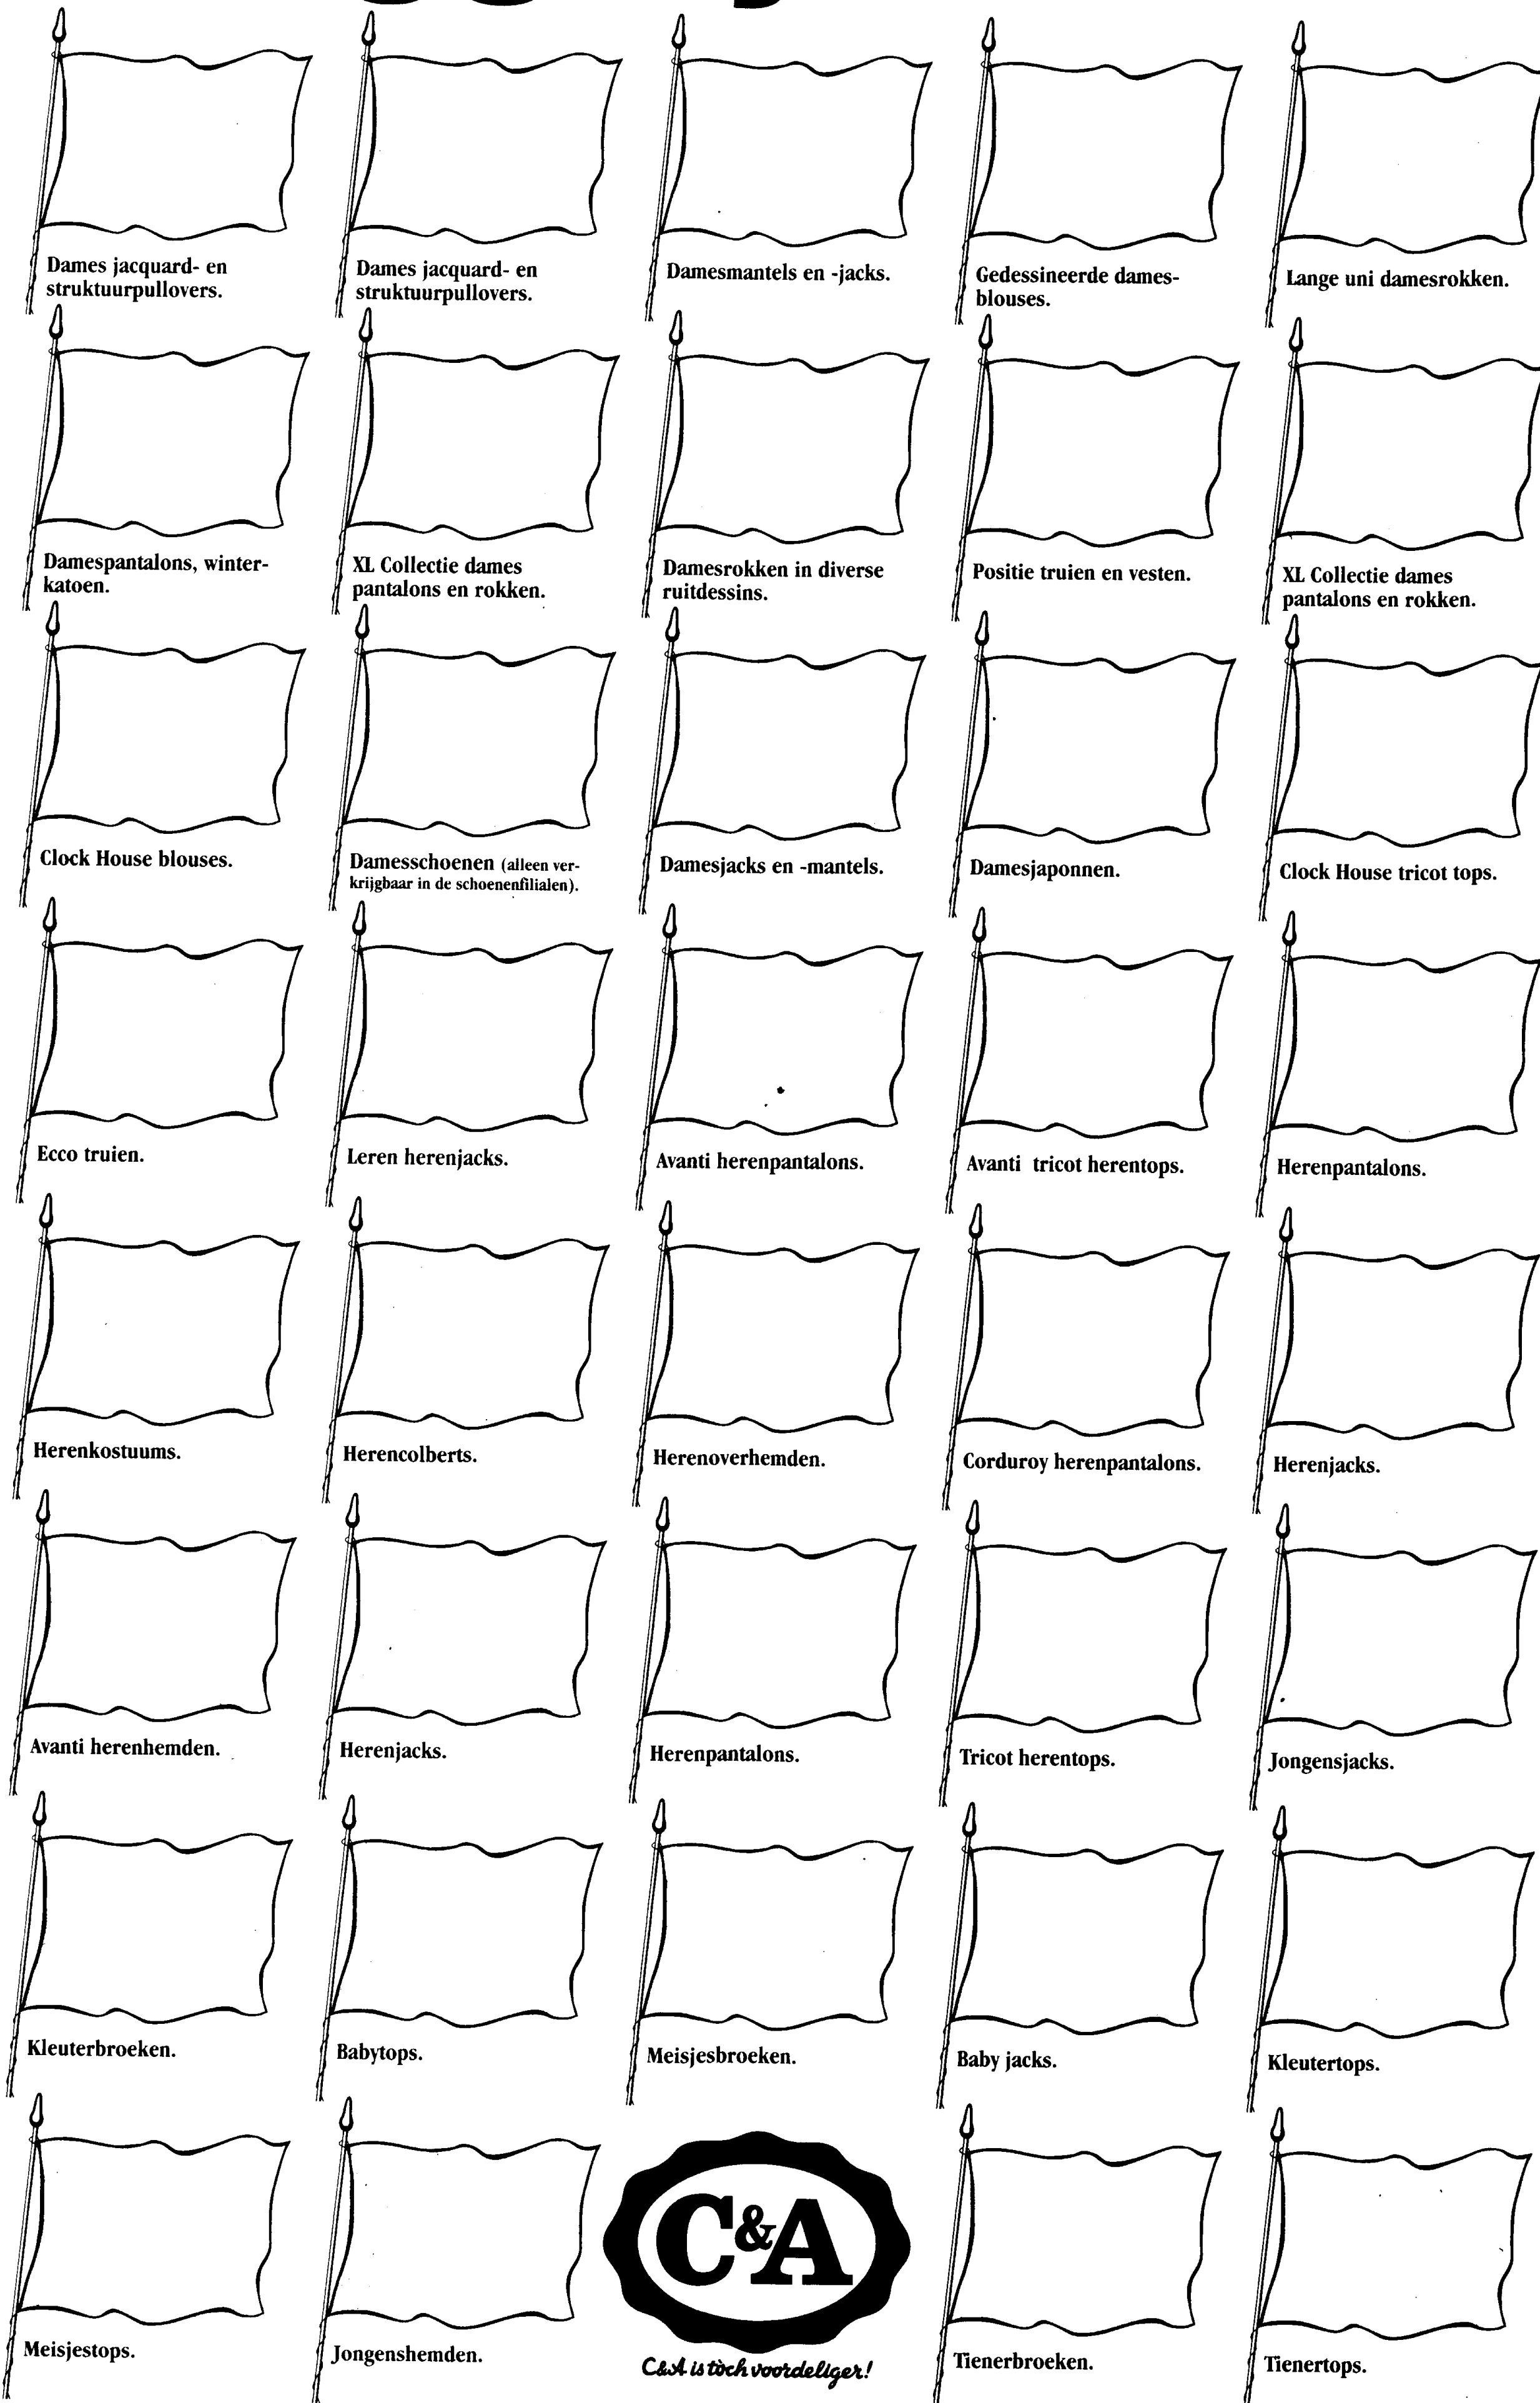 Dames jacquard- en
struktuurpullovers.
Dames jacquard- en
struktuurpullovers.
Damesmantels en -jacks.
Gedessineerde dames-
blouses.
Lange uni damesrokken.
Damespantalons, winter-
katoen.
XL Collectie dames
pantalons en rokken.
Damesrokken in diverse
ruitdessins.
Positie truien en vesten.
XL Collectie dames
pantalons en rokken.
Clock House blouses.
Damesschoenen (alleen ver-
krijgbaar in de schoenenfilialen).
Damesjacks en -mantels.
Damesjaponnen.
Clock House tricot tops.
Ecco truien.
Leren herenjacks.
Avanti herenpantalons.
Avanti tricot herentops.
Herenpantalons.
Herenkostuums.
Herencolberts.
Herenoverhemden.
Corduroy herenpantalons.
Herenjacks.
Avanti herenhemden.
Herenjacks.
Herenpantalons.
Tricot herentops.
Jongensjacks.
Kleuterbroeken.
Babytops.
Meisjesbroeken.
Baby jacks.
Kleutertops.
Meisjestops.
Jongenshemden.
C&A
C&A is tòch voordeliger!
Tienerbroeken.
Tienertops.